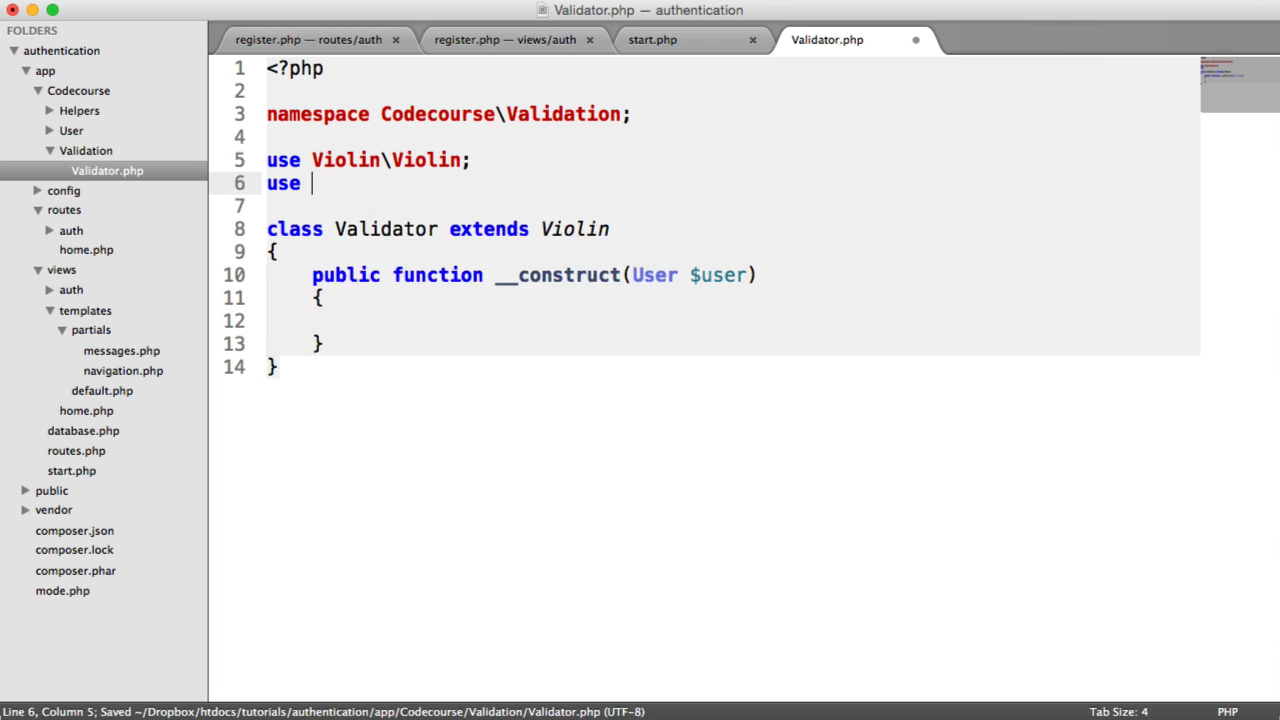 Validator.php — authentication
FOLDERS
authentication
app
Codecourse
Helpers
User
Validation
Validator.php
config
routes
auth
home.php
views
auth
templates
partials
messages.php
navigation.php
default.php
home.php
database.php
routes.php
start.php
public
vendor
composer.json
composer.lock
composer.phar
mode.php
register.php — routes/auth ×
register.php — views/auth ×
start.php ×
Validator.php
1 <?php
2
3 namespace Codecourse\Validation;
4
5 use Violin\Violin;
6 use
7
8 class Validator extends Violin
9 {
10 public function __construct(User $user)
11 {
12
13 }
14 }
Line 6, Column 5; Saved ~/Dropbox/htdocs/tutorials/authentication/app/Codecourse/Validation/Validator.php (UTF-8)
Tab Size: 4
PHP